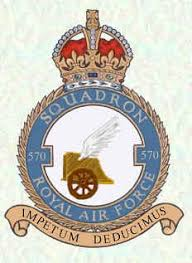 SQUADRON
570 570
ROYAL AIR FORCE
IMPETUM DEDUCIMUS